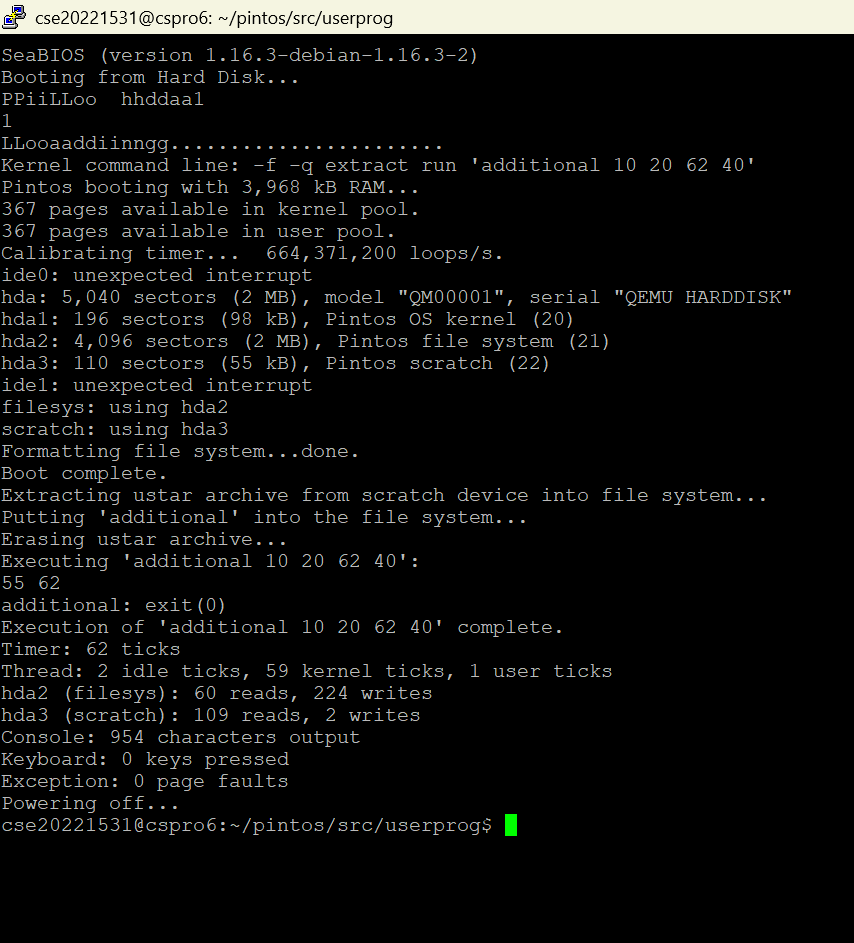 cse20221531@cspro6: ~/pintos/src/userprog
SeaBIOS (version 1.16.3-debian-1.16.3-2)
Booting from Hard Disk...
PPiiLLoo  hhddaa1
1
LLooaaddiinngg.......................
Kernel command line: -f -q extract run 'additional 10 20 62 40'
Pintos booting with 3,968 kB RAM...
367 pages available in kernel pool.
367 pages available in user pool.
Calibrating timer...  664,371,200 loops/s.
ide0: unexpected interrupt
hda: 5,040 sectors (2 MB), model "QM00001", serial "QEMU HARDDISK"
hda1: 196 sectors (98 kB), Pintos OS kernel (20)
hda2: 4,096 sectors (2 MB), Pintos file system (21)
hda3: 110 sectors (55 kB), Pintos scratch (22)
ide1: unexpected interrupt
filesys: using hda2
scratch: using hda3
Formatting file system...done.
Boot complete.
Extracting ustar archive from scratch device into file system...
Putting 'additional' into the file system...
Erasing ustar archive...
Executing 'additional 10 20 62 40':
55 62
additional: exit(0)
Execution of 'additional 10 20 62 40' complete.
Timer: 62 ticks
Thread: 2 idle ticks, 59 kernel ticks, 1 user ticks
hda2 (filesys): 60 reads, 224 writes
hda3 (scratch): 109 reads, 2 writes
Console: 954 characters output
Keyboard: 0 keys pressed
Exception: 0 page faults
Powering off...
cse20221531@cspro6:~/pintos/src/userprog$